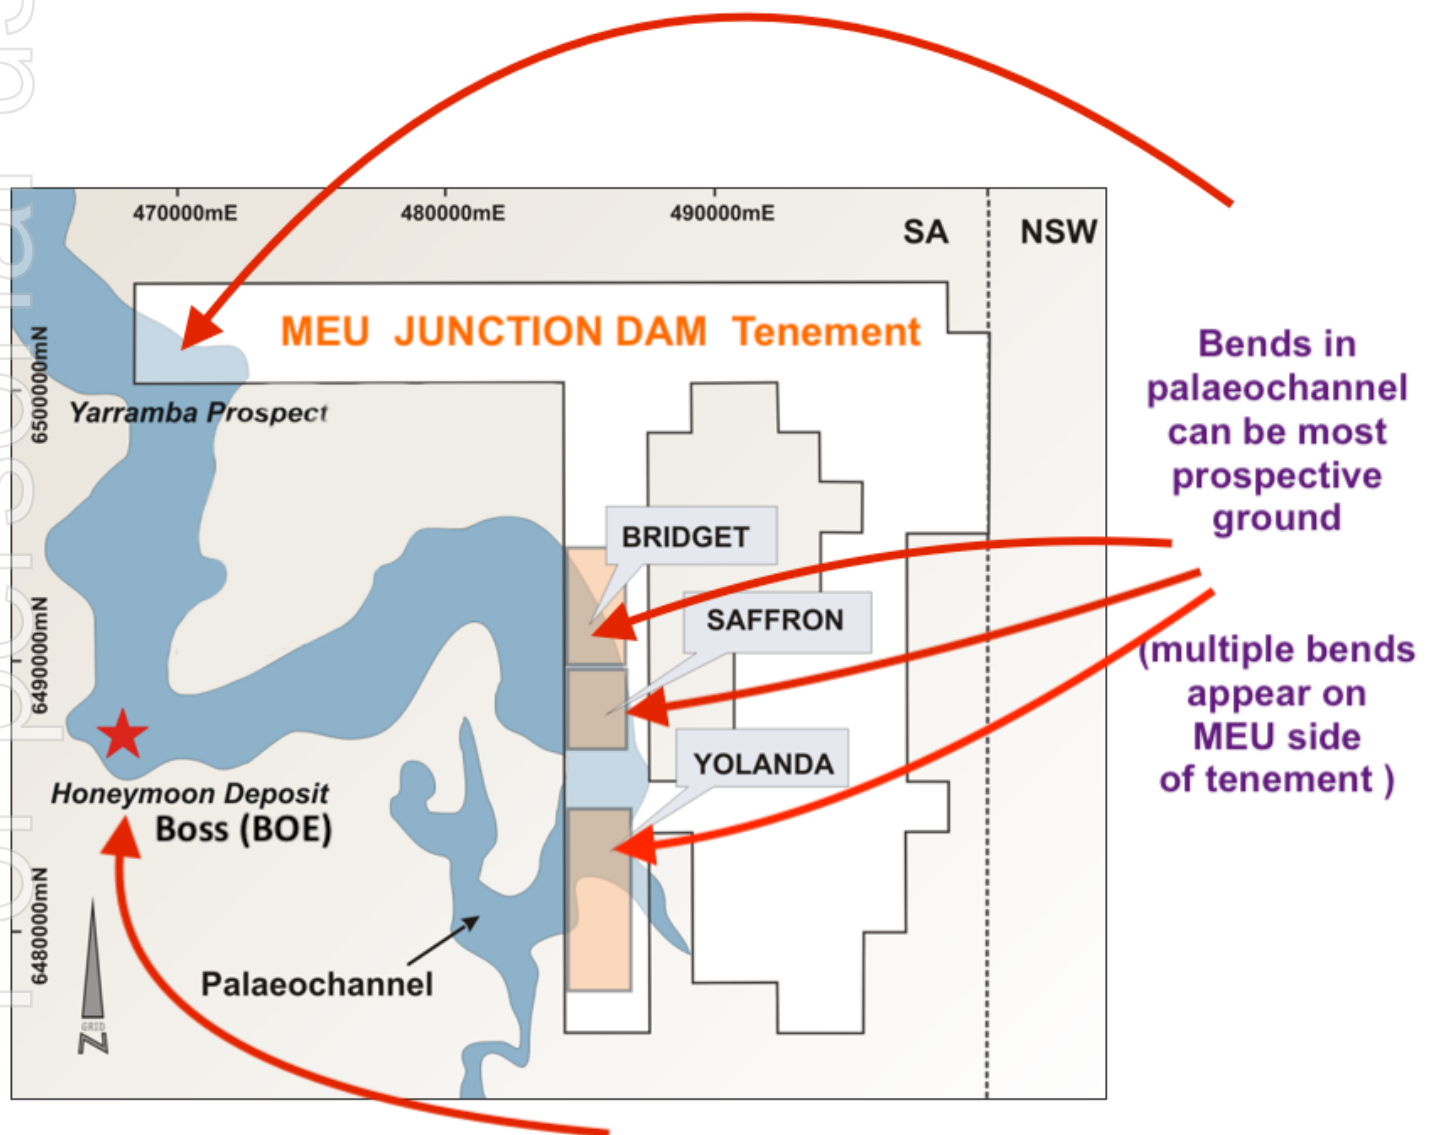 470000mE
480000mE
490000mE
SA
NSW
MEU JUNCTION DAM Tenement
6500000mN
Yarramba Prospect
Bends in
palaeochannel
can be most
prospective
ground
BRIDGET
SAFFRON
6490000mN
(multiple bends
appear on
MEU side
of tenement )
YOLANDA
Honeymoon Deposit
Boss (BOE)
6480000mN
Palaeochannel
GRID
N